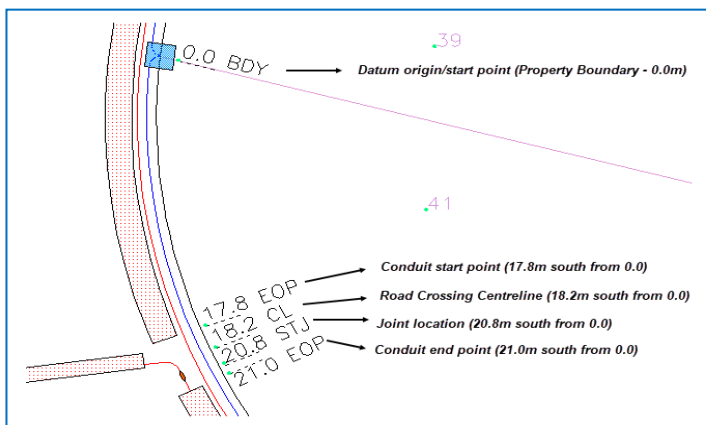 39
0.0 BDY
Datum origin/start point (Property Boundary - 0.0m)
41
17.8 EOP
Conduit start point (17.8m south from 0.0)
18.2 CL
Road Crossing Centreline (18.2m south from 0.0)
20.8 STJ
Joint location (20.8m south from 0.0)
21.0 EOP
Conduit end point (21.0m south from 0.0)